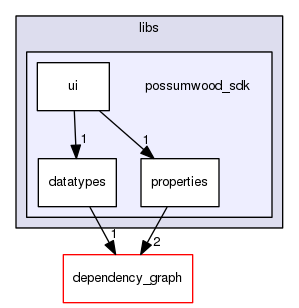 libs
ui
possumwood_sdk
1
1
datatypes
properties
1
2
dependency_graph